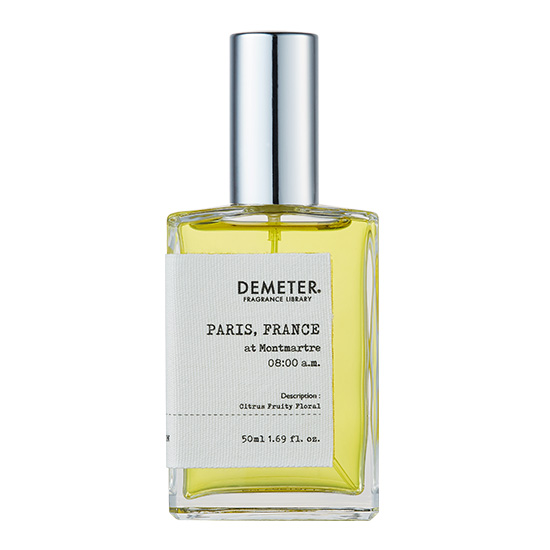 DEMETER®
FRAGRANCE LIBRARY
PARIS, FRANCE
at Montmartre
08:00 a.m.
Description :
Citrus Fruity Floral
50ml 1.69 fl. oz.